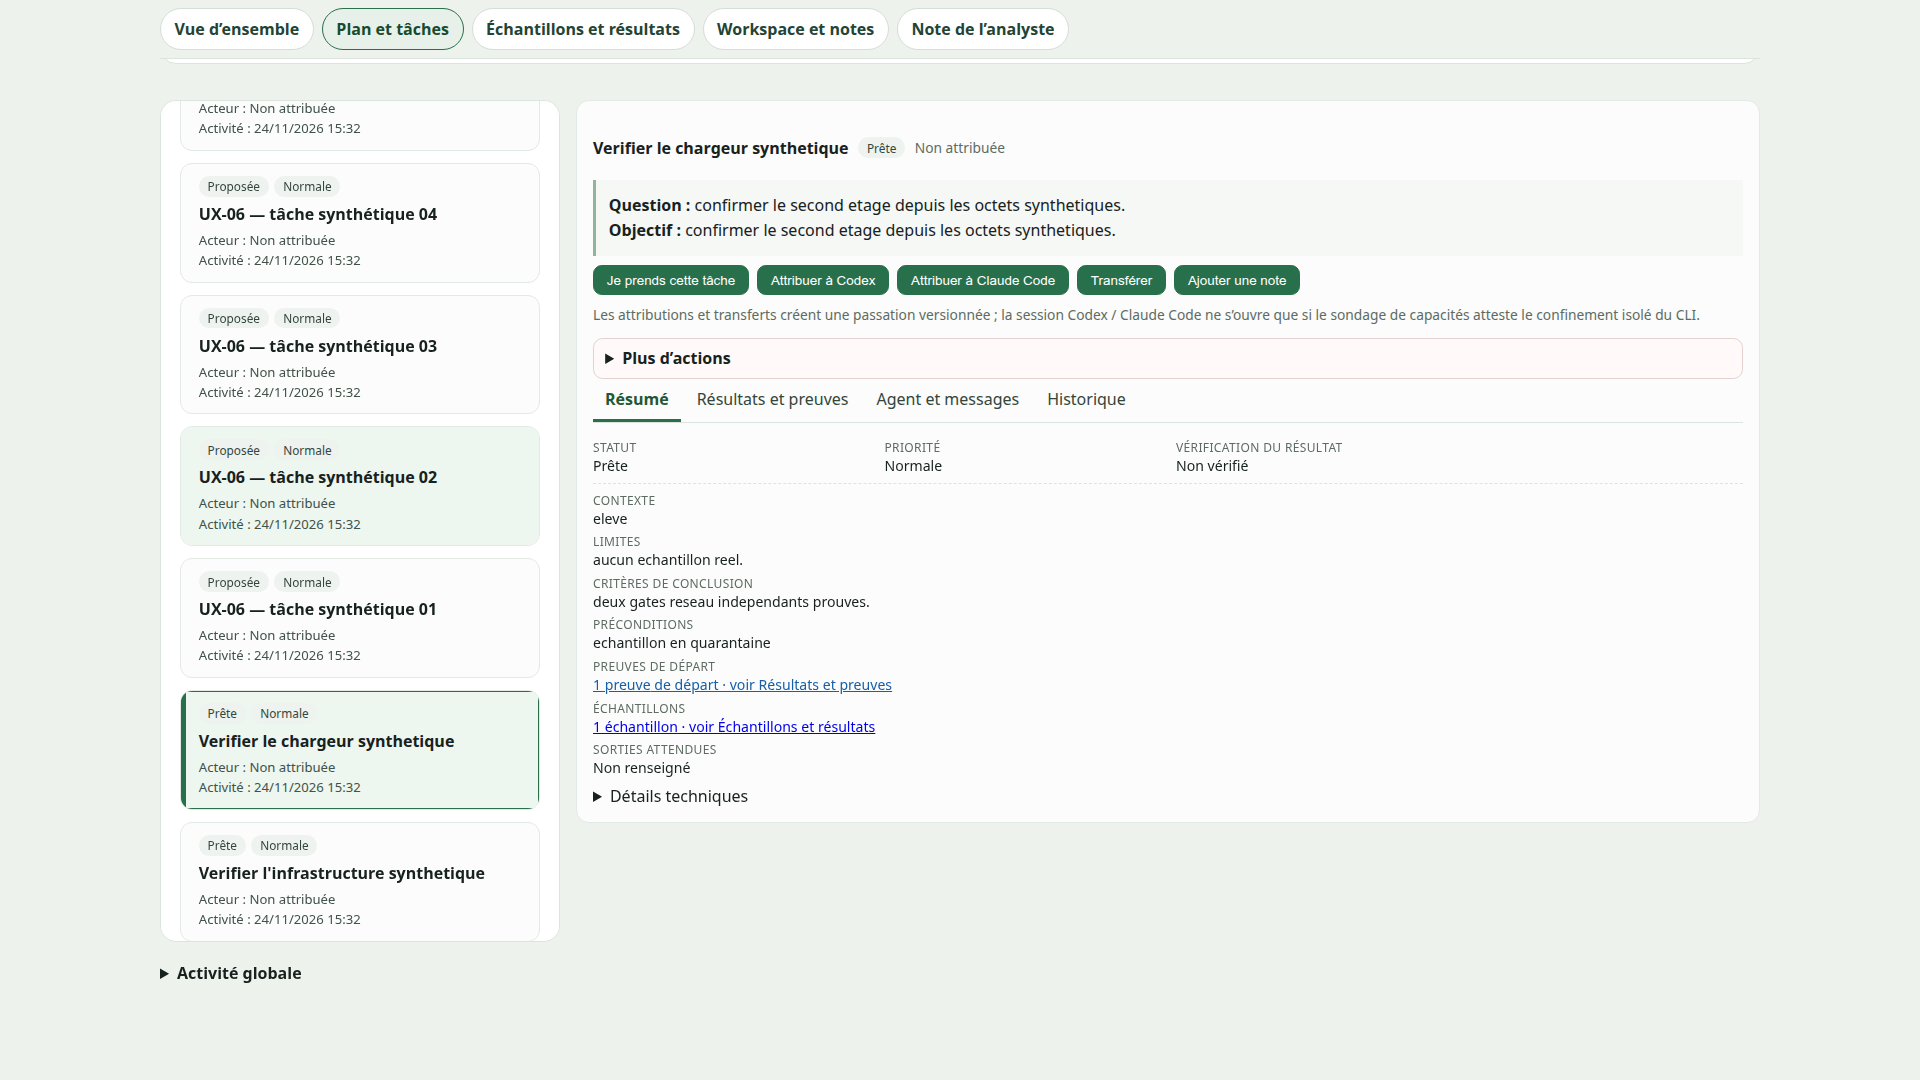 Vue d’ensemble
Plan et tâches
Échantillons et résultats
Workspace et notes
Note de l’analyste
Acteur : Non attribuée
Activité : 24/11/2026 15:32
Proposée Normale
UX-06 — tâche synthétique 04
Acteur : Non attribuée
Activité : 24/11/2026 15:32
Proposée Normale
UX-06 — tâche synthétique 03
Acteur : Non attribuée
Activité : 24/11/2026 15:32
Proposée Normale
UX-06 — tâche synthétique 02
Acteur : Non attribuée
Activité : 24/11/2026 15:32
Proposée Normale
UX-06 — tâche synthétique 01
Acteur : Non attribuée
Activité : 24/11/2026 15:32
Prête Normale
Verifier le chargeur synthetique
Acteur : Non attribuée
Activité : 24/11/2026 15:32
Prête Normale
Verifier l'infrastructure synthetique
Acteur : Non attribuée
Activité : 24/11/2026 15:32
Verifier le chargeur synthetique Prête Non attribuée
Question : confirmer le second etage depuis les octets synthetiques.
Objectif : confirmer le second etage depuis les octets synthetiques.
Je prends cette tâche
Attribuer à Codex
Attribuer à Claude Code
Transférer
Ajouter une note
Les attributions et transferts créent une passation versionnée ; la session Codex / Claude Code ne s’ouvre que si le sondage de capacités atteste le confinement isolé du CLI.
Plus d’actions
Résumé
Résultats et preuves
Agent et messages
Historique
STATUT
Prête
PRIORITÉ
Normale
VÉRIFICATION DU RÉSULTAT
Non vérifié
CONTEXTE
eleve
LIMITES
aucun echantillon reel.
CRITÈRES DE CONCLUSION
deux gates reseau independants prouves.
PRÉCONDITIONS
echantillon en quarantaine
PREUVES DE DÉPART
1 preuve de départ · voir Résultats et preuves
ÉCHANTILLONS
1 échantillon · voir Échantillons et résultats
SORTIES ATTENDUES
Non renseigné
Détails techniques
Activité globale